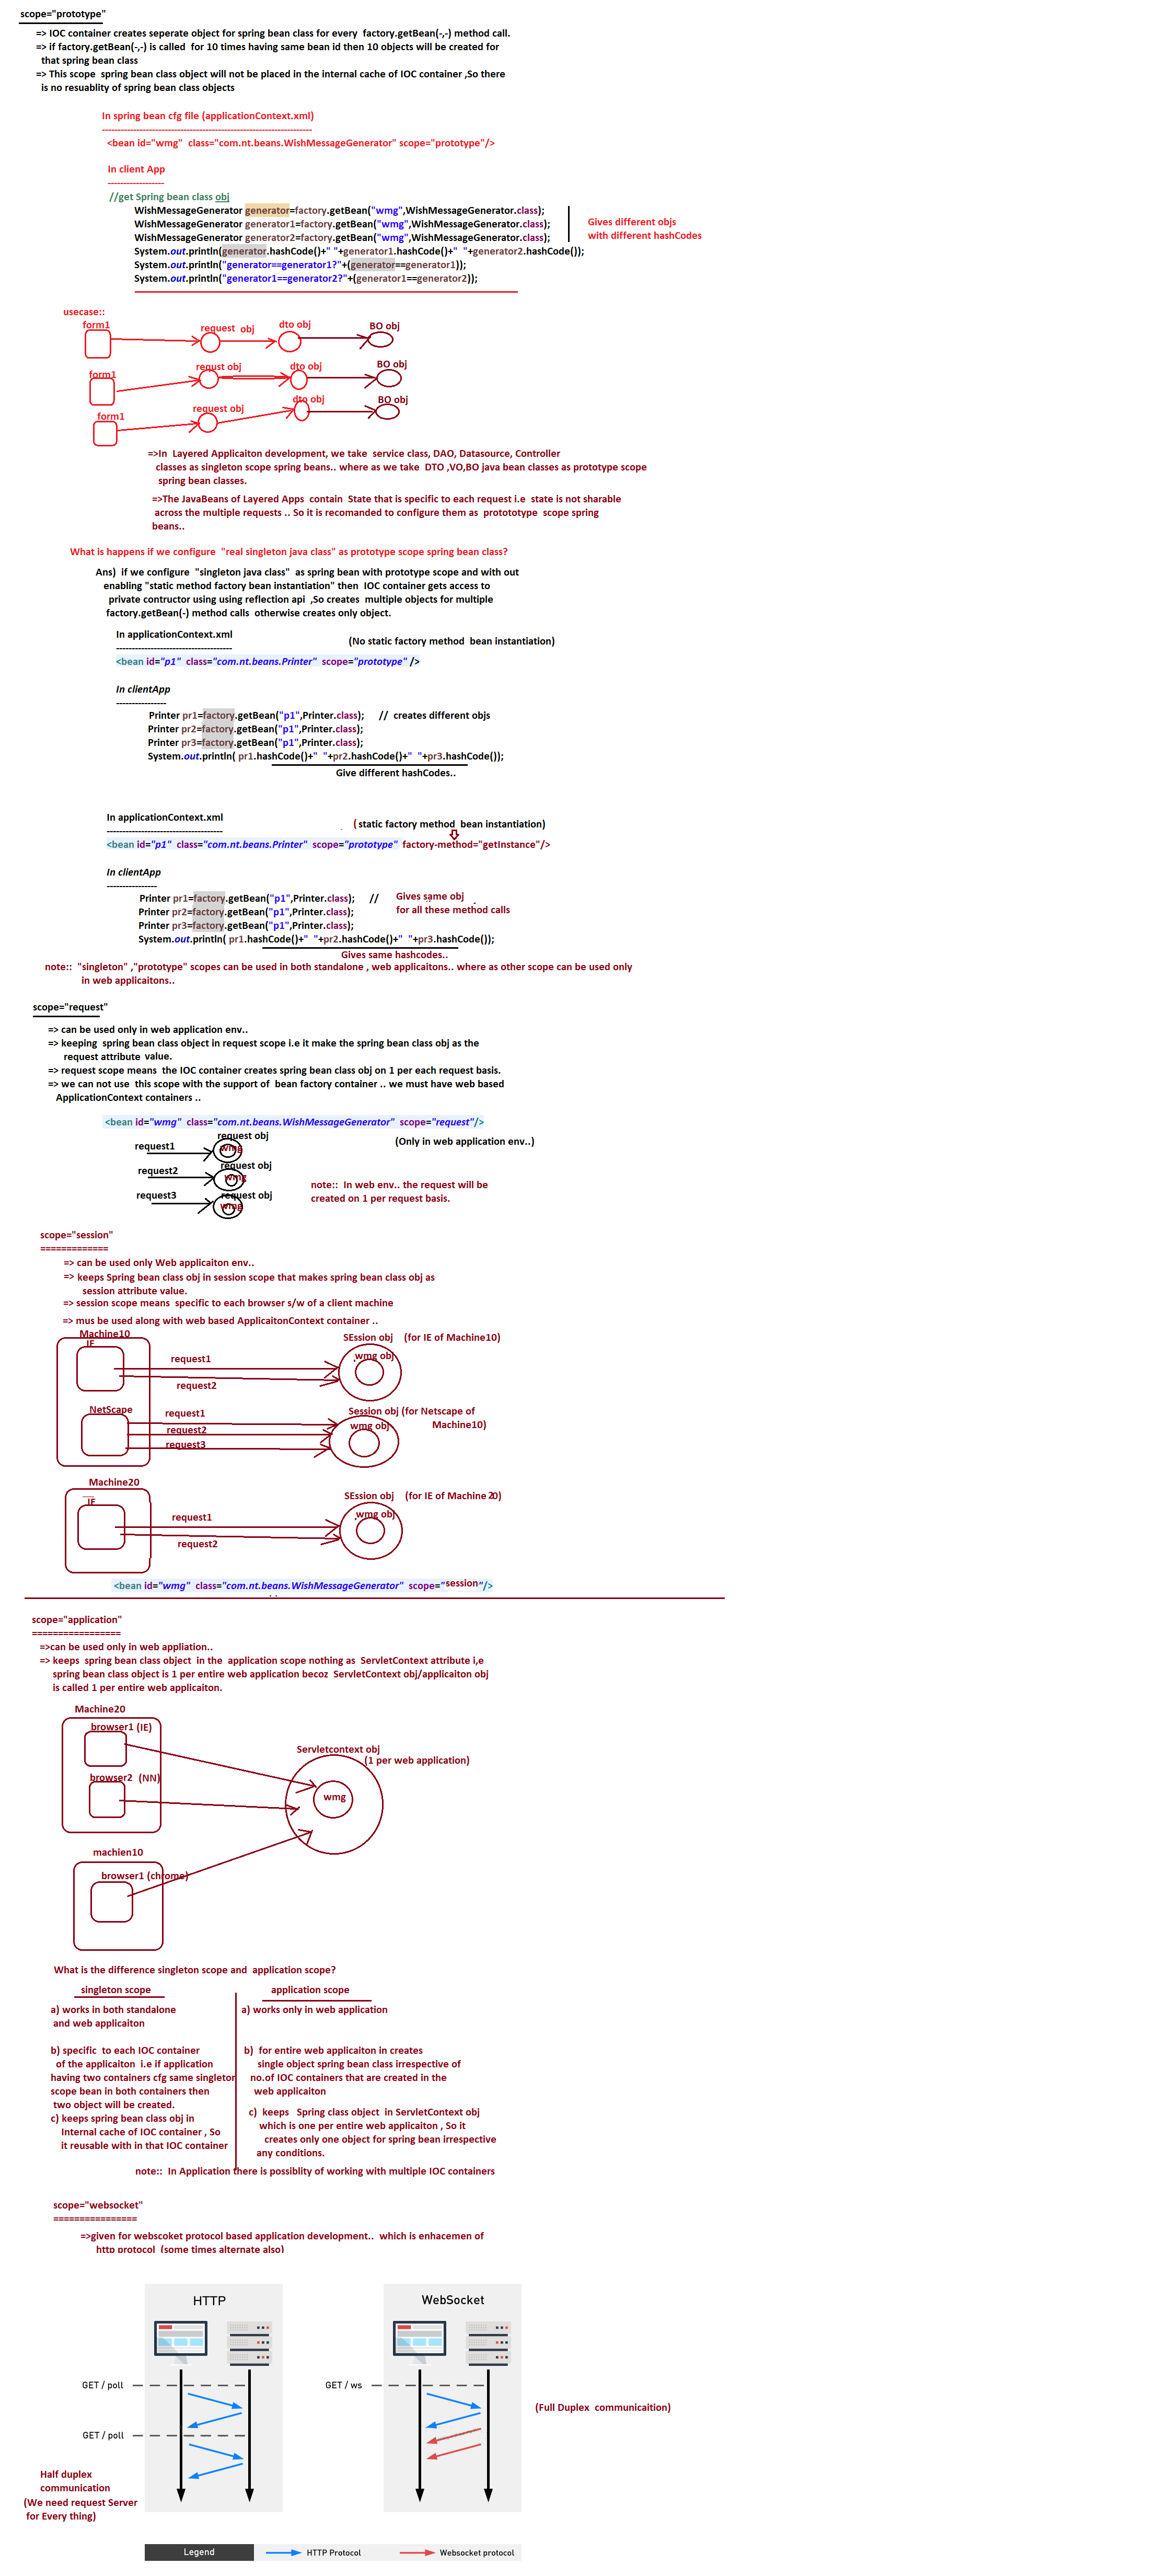 scope="prototype"
=> IOC container creates seperate object for spring bean class for every factory.getBean(-,-) method call.
=> if factory.getBean(-,-) is called for 10 times having same bean id then 10 objects will be created for
that spring bean class
=> This scope spring bean class object will not be placed in the internal cache of IOC container ,So there
is no resuablity of spring bean class objects
In spring bean cfg file (applicationContext.xml)
-------------------------------------------------------------------
<bean id="wmg" class="com.nt.beans.WishMessageGenerator" scope="prototype"/>
In client App
------------------
//get Spring bean class obj
WishMessageGenerator generator=factory.getBean("wmg",WishMessageGenerator.class);
WishMessageGenerator generator1=factory.getBean("wmg",WishMessageGenerator.class);
WishMessageGenerator generator2=factory.getBean("wmg",WishMessageGenerator.class);
Gives different objs
with different hashCodes
System.out.println(generator.hashCode()+" "+generator1.hashCode()+" "+generator2.hashCode());
System.out.println("generator==generator1?"+(generator==generator1));
System.out.println("generator1==generator2?"+(generator1==generator2));
usecase::
form1
request obj
dto obj
BO obj
form1
requst obj
dto obj
BO obj
form1
request obj
dto obj
BO obj
=>In Layered Applicaiton development, we take service class, DAO, Datasource, Controller
classes as singleton scope spring beans.. where as we take DTO ,VO,BO java bean classes as prototype scope
spring bean classes.
=>The JavaBeans of Layered Apps contain State that is specific to each request i.e state is not sharable
across the multiple requests .. So it is recomanded to configure them as protototype scope spring
beans..
What is happens if we configure "real singleton java class" as prototype scope spring bean class?
Ans) if we configure "singleton java class" as spring bean with prototype scope and with out
enabling "static method factory bean instantiation" then IOC container gets access to
private contructor using using reflection api ,So creates multiple objects for multiple
factory.getBean(-) method calls otherwise creates only object.
In applicationContext.xml
(No static factory method bean instantiation)
-------------------------------------
<bean id="p1" class="com.nt.beans.Printer" scope="prototype" />
In clientApp
----------------
Printer pr1=factory.getBean("p1",Printer.class); // creates different objs
Printer pr2=factory.getBean("p1",Printer.class);
Printer pr3=factory.getBean("p1",Printer.class);
System.out.println( pr1.hashCode()+" "+pr2.hashCode()+" "+pr3.hashCode());
Give different hashCodes..
In applicationContext.xml
( static factory method bean instantiation)
-------------------------------------
<bean id="p1" class="com.nt.beans.Printer" scope="prototype" factory-method="getInstance"/>
In clientApp
----------------
Printer pr1=factory.getBean("p1",Printer.class); // Gives same obj
Printer pr2=factory.getBean("p1",Printer.class); for all these method calls
Printer pr3=factory.getBean("p1",Printer.class);
System.out.println( pr1.hashCode()+" "+pr2.hashCode()+" "+pr3.hashCode());
Gives same hashcodes..
note:: "singleton" ,"prototype" scopes can be used in both standalone , web applicaitons.. where as other scope can be used only
in web applicaitons..
scope="request"
=> can be used only in web application env..
=> keeping spring bean class object in request scope i.e it make the spring bean class obj as the
request attribute value.
=> request scope means the IOC container creates spring bean class obj on 1 per each request basis.
=> we can not use this scope with the support of bean factory container .. we must have web based
ApplicationContext containers ..
<bean id="wmg" class="com.nt.beans.WishMessageGenerator" scope="request"/>
request obj
(Only in web application env..)
request1
wmg
request obj
request2
wmg
request obj
request3
wmg
note:: In web env.. the request will be
created on 1 per request basis.
scope="session"
=============
=> can be used only Web applicaiton env..
=> keeps Spring bean class obj in session scope that makes spring bean class obj as
session attribute value.
=> session scope means specific to each browser s/w of a client machine
=> mus be used along with web based ApplicaitonContext container ..
Machine10
IE
SEssion obj (for IE of Machine10)
wmg obj
request1
request2
NetScape
Session obj (for Netscape of
Machine10)
wmg obj
request1
request2
request3
Machine20
IE
SEssion obj (for IE of Machine 20)
wmg obj
request1
request2
<bean id="wmg" class="com.nt.beans.WishMessageGenerator" scope="session"/>
scope="application"
=================
=>can be used only in web appliation..
=> keeps spring bean class object in the application scope nothing as ServletContext attribute i,e
spring bean class object is 1 per entire web application becoz ServletContext obj/applicaiton obj
is called 1 per entire web applicaiton.
Machine20
browser1 (IE)
browser2 (NN)
Servletcontext obj
(1 per web application)
wmg
machien10
browser1 (chrome)
What is the difference singleton scope and application scope?
singleton scope
a) works in both standalone
and web applicaiton
b) specific to each IOC container
of the applicaiton i.e if application
having two containers cfg same singleton
scope bean in both containers then
two object will be created.
c) keeps spring bean class obj in
Internal cache of IOC container , So
it reusable with in that IOC container
application scope
a) works only in web application
b) for entire web applicaiton in creates
single object spring bean class irrespective of
no.of IOC containers that are created in the
web applicaiton
c) keeps Spring class object in ServletContext obj
which is one per entire web applicaiton , So it
creates only one object for spring bean irrespective
any conditions.
note:: In Application there is possiblity of working with multiple IOC containers
scope="websocket"
================
=>given for webscoket protocol based application development.. which is enhacemen of
http protocol (some times alternate also)
HTTP
WebSocket
GET / poll
GET / ws
(Full Duplex communicaition)
GET / poll
Half duplex
communication
(We need request Server
for Every thing)
Legend
HTTP Protocol
Websocket protocol